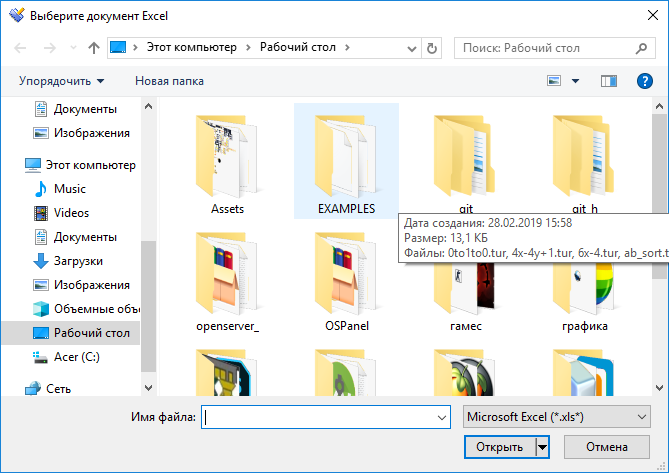 Выберите документ Excel
Этот компьютер
Рабочий стол
Поиск: Рабочий стол
Упорядочить
Новая папка
Документы
Изображения
Этот компьютер
Music
Videos
Документы
Загрузки
Изображения
Объемные объ
Рабочий стол
Acer (C:)
Сеть
Assets
EXAMPLES
git
git_h
Дата создания: 28.02.2019 15:58
Размер: 13,1 КБ
Файлы: 0to1to0.tur, 4x-4y+1.tur, 6x-4.tur, ab_sort.t
openserver_
OSPanel
гамес
графика
Имя файла:
Microsoft Excel (*.xls*)
Открыть
Отмена